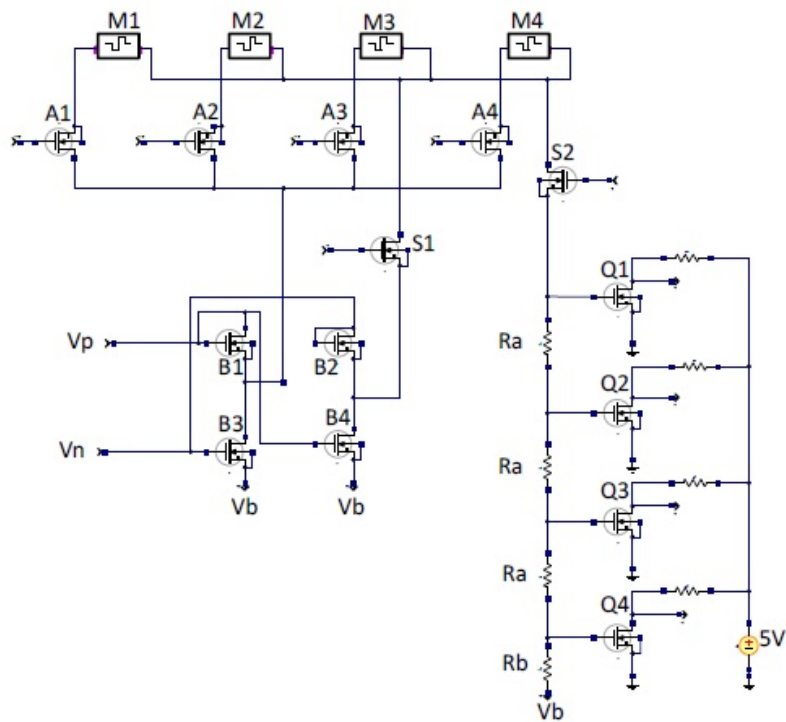 M1 M2 M3 M4
A1 A2 A3 A4
S2
S1
Q1
Vp B1 B2 Ra
Q2
B3 B4
Vn
Ra
Q3
Vb Vb
Ra
Q4
5V
Rb
Vb